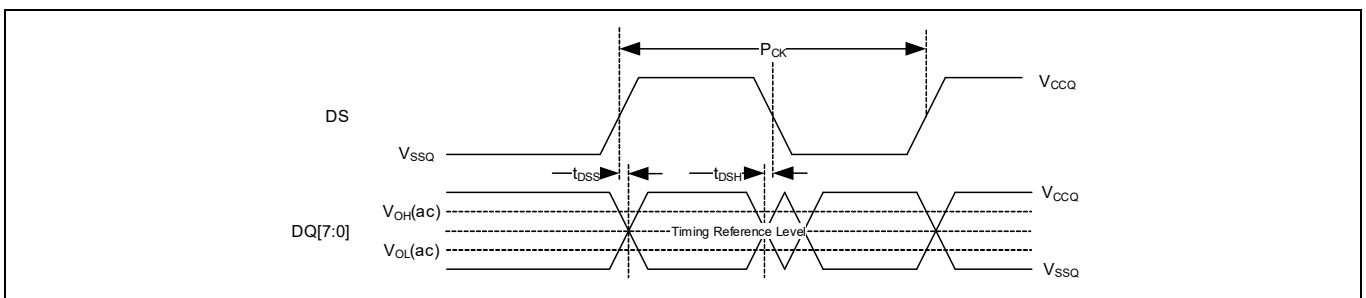 PCK
VCCQ
DS
VSSQ
tDSS
tDSH
VCCQ
VOH(ac)
DQ[7:0]
Timing Reference Level
VOL(ac)
VSSQ